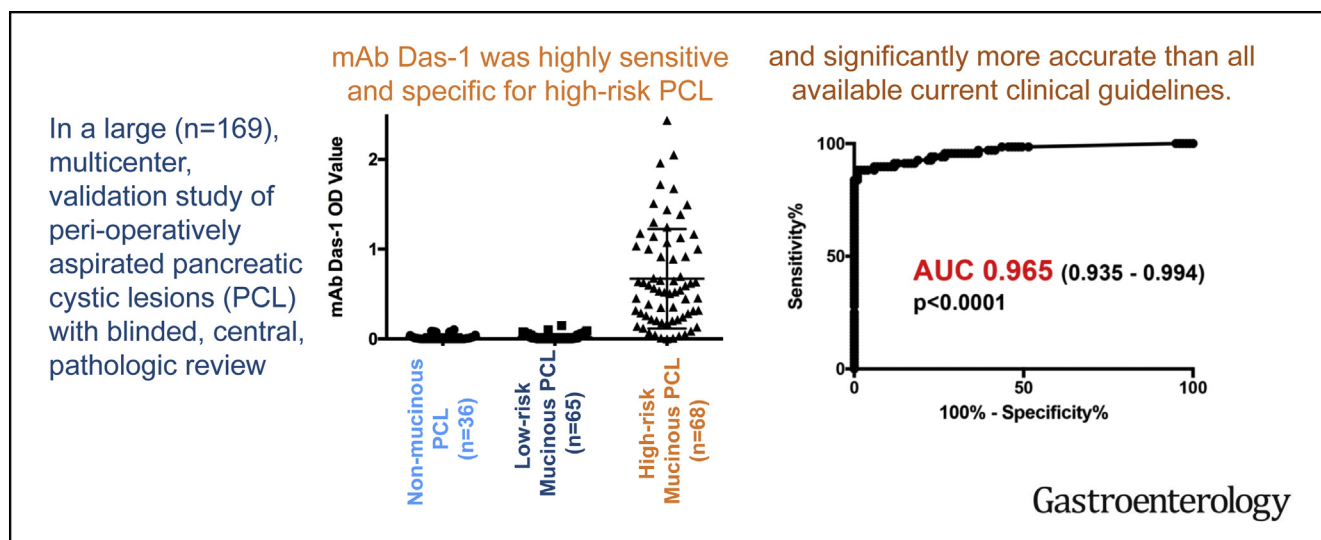 In a large (n=169),
multicenter,
validation study of
peri-operatively
aspirated pancreatic
cystic lesions (PCL)
with blinded, central,
pathologic review
mAb Das-1 was highly sensitive
and specific for high-risk PCL
mAb Das-1 OD Value
2
1
0
Non-mucinous
PCL
(n=36)
Low-risk
Mucinous PCL
(n=65)
High-risk
Mucinous PCL
(n=68)
and significantly more accurate than all
available current clinical guidelines.
Sensitivity%
100
50
0
AUC 0.965 (0.935 - 0.994)
p<0.0001
0 50 100
100% - Specificity%
Gastroenterology